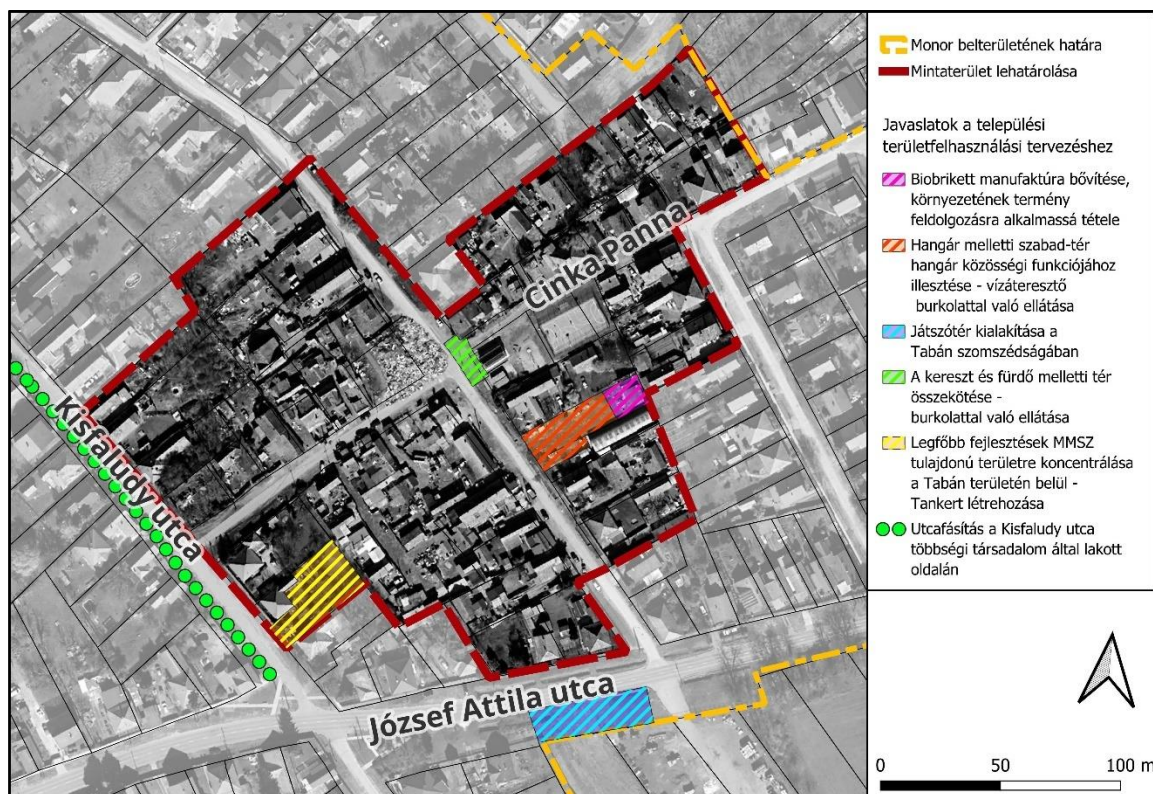 Cinka Panna
Kisfaludy utca
József Attila utca
Monor belterületének határa
Mintaterület lehatárolása
Javaslatok a települési
területfelhasználási tervezéshez
Biobrikett manufaktúra bővítése,
környezetének termény
feldolgozásra alkalmassá tétele
Hangár melletti szabad-tér
hangár közösségi funkciójához
illesztése - vízáteresztő
burkolattal való ellátása
Játszótér kialakítása a
Tabán szomszédságában
A kereszt és fürdő melletti tér
összekötése -
burkolattal való ellátása
Legfőbb fejlesztések MMSZ
tulajdonú területre koncentrálása
a Tabán területén belül -
Tankert létrehozása
Utcafásítás a Kisfaludy utca
többségi társadalom által lakott
oldalán
0 50 100 m